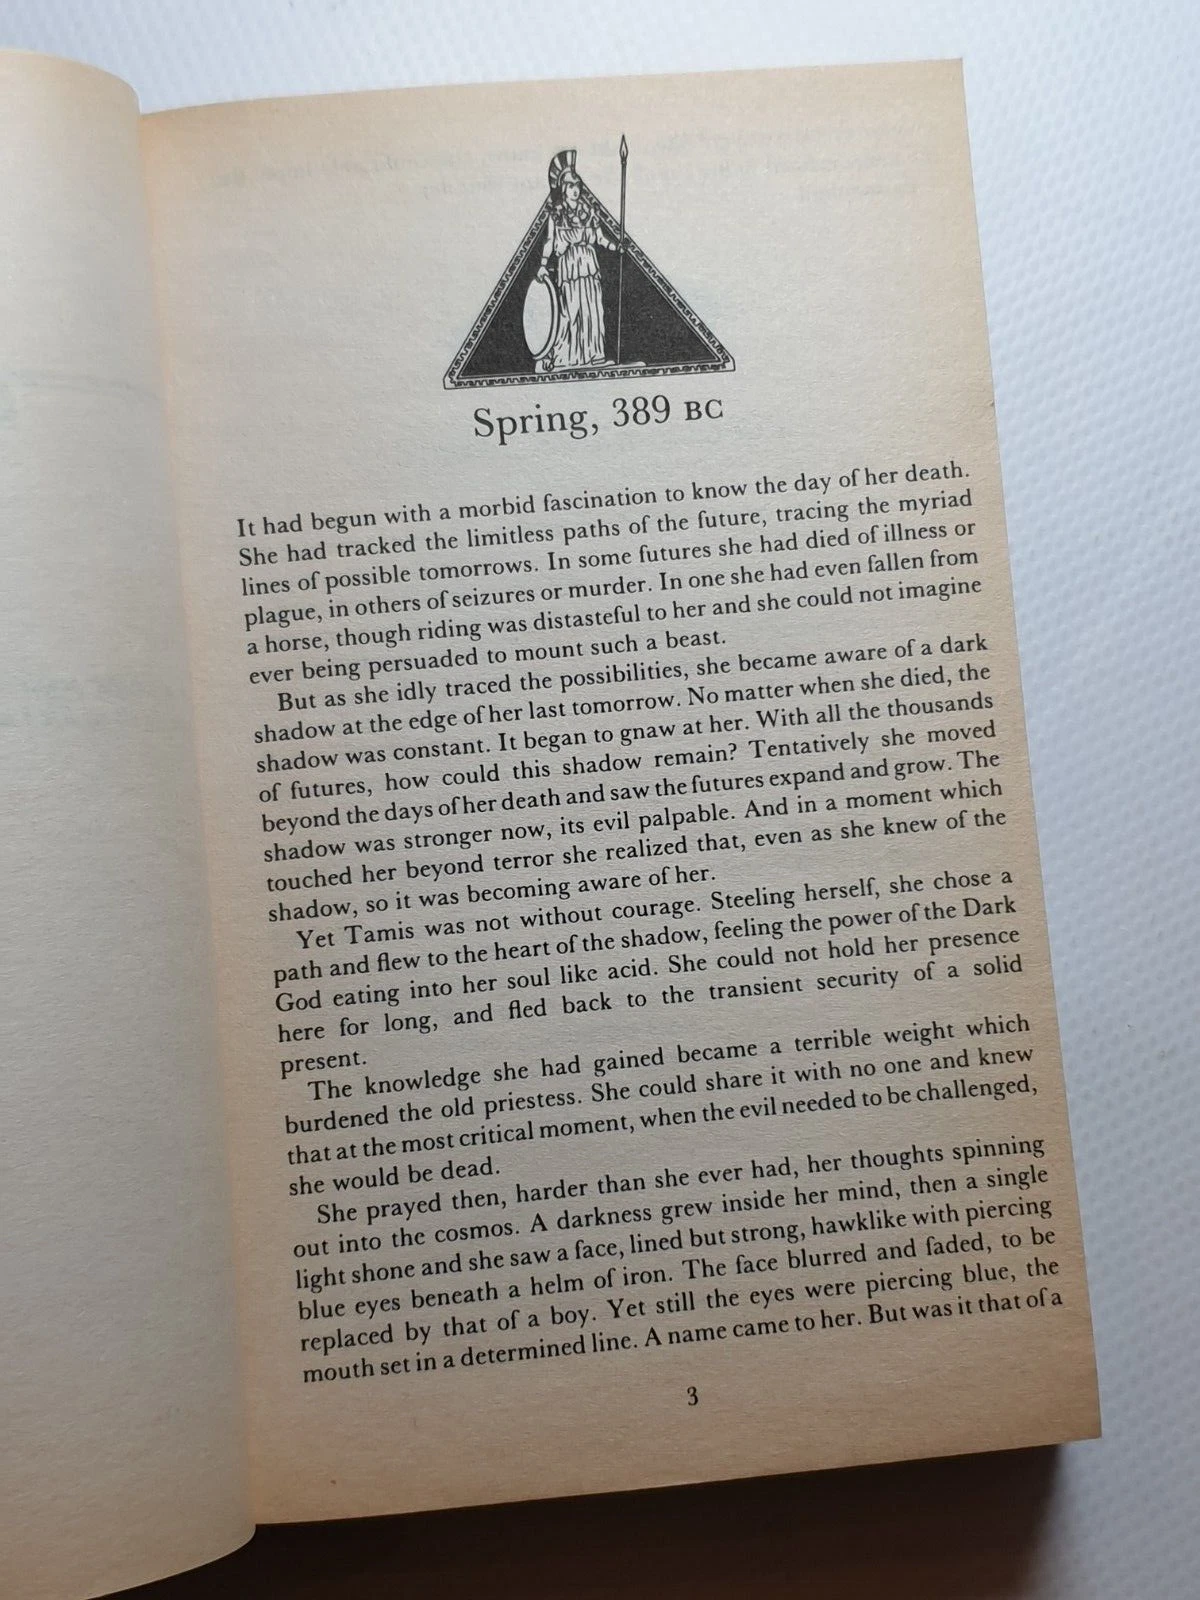 Spring, 389 BC
It had begun with a morbid fascination to know the day of her death.
She had tracked the limitless paths of the future, tracing the myriad
lines of possible tomorrows. In some futures she had died of illness or
plague, in others of seizures or murder. In one she had even fallen from
a horse, though riding was distasteful to her and she could not imagine
ever being persuaded to mount such a beast.
But as she idly traced the possibilities, she became aware of a dark
shadow at the edge of her last tomorrow. No matter when she died, the
shadow was constant. It began to gnaw at her. With all the thousands
of futures, how could this shadow remain? Tentatively she moved
beyond the days of her death and saw the futures expand and grow. The
shadow was stronger now, its evil palpable. And in a moment which
touched her beyond terror she realized that, even as she knew of the
shadow, so it was becoming aware of her.
Yet Tamis was not without courage. Steeling herself, she chose a
path and flew to the heart of the shadow, feeling the power of the Dark
God eating into her soul like acid. She could not hold her presence
here for long, and fled back to the transient security of a solid
present.
The knowledge she had gained became a terrible weight which
burdened the old priestess. She could share it with no one and knew
that at the most critical moment, when the evil needed to be challenged,
she would be dead.
She prayed then, harder than she ever had, her thoughts spinning
out into the cosmos. A darkness grew inside her mind, then a single
light shone and she saw a face, lined but strong, hawklike with piercing
blue eyes beneath a helm of iron. The face blurred and faded, to be
replaced by that of a boy. Yet still the eyes were piercing blue, the
mouth set in a determined line. A name came to her. But was it that of a
3